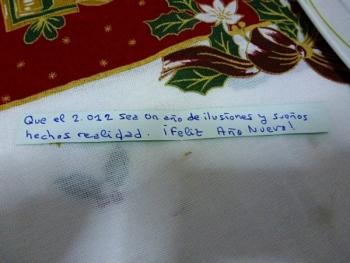 Que el 2.012 sea un año de ilusiones y sueños
hechos realidad. ¡Feliz Año Nuevo!